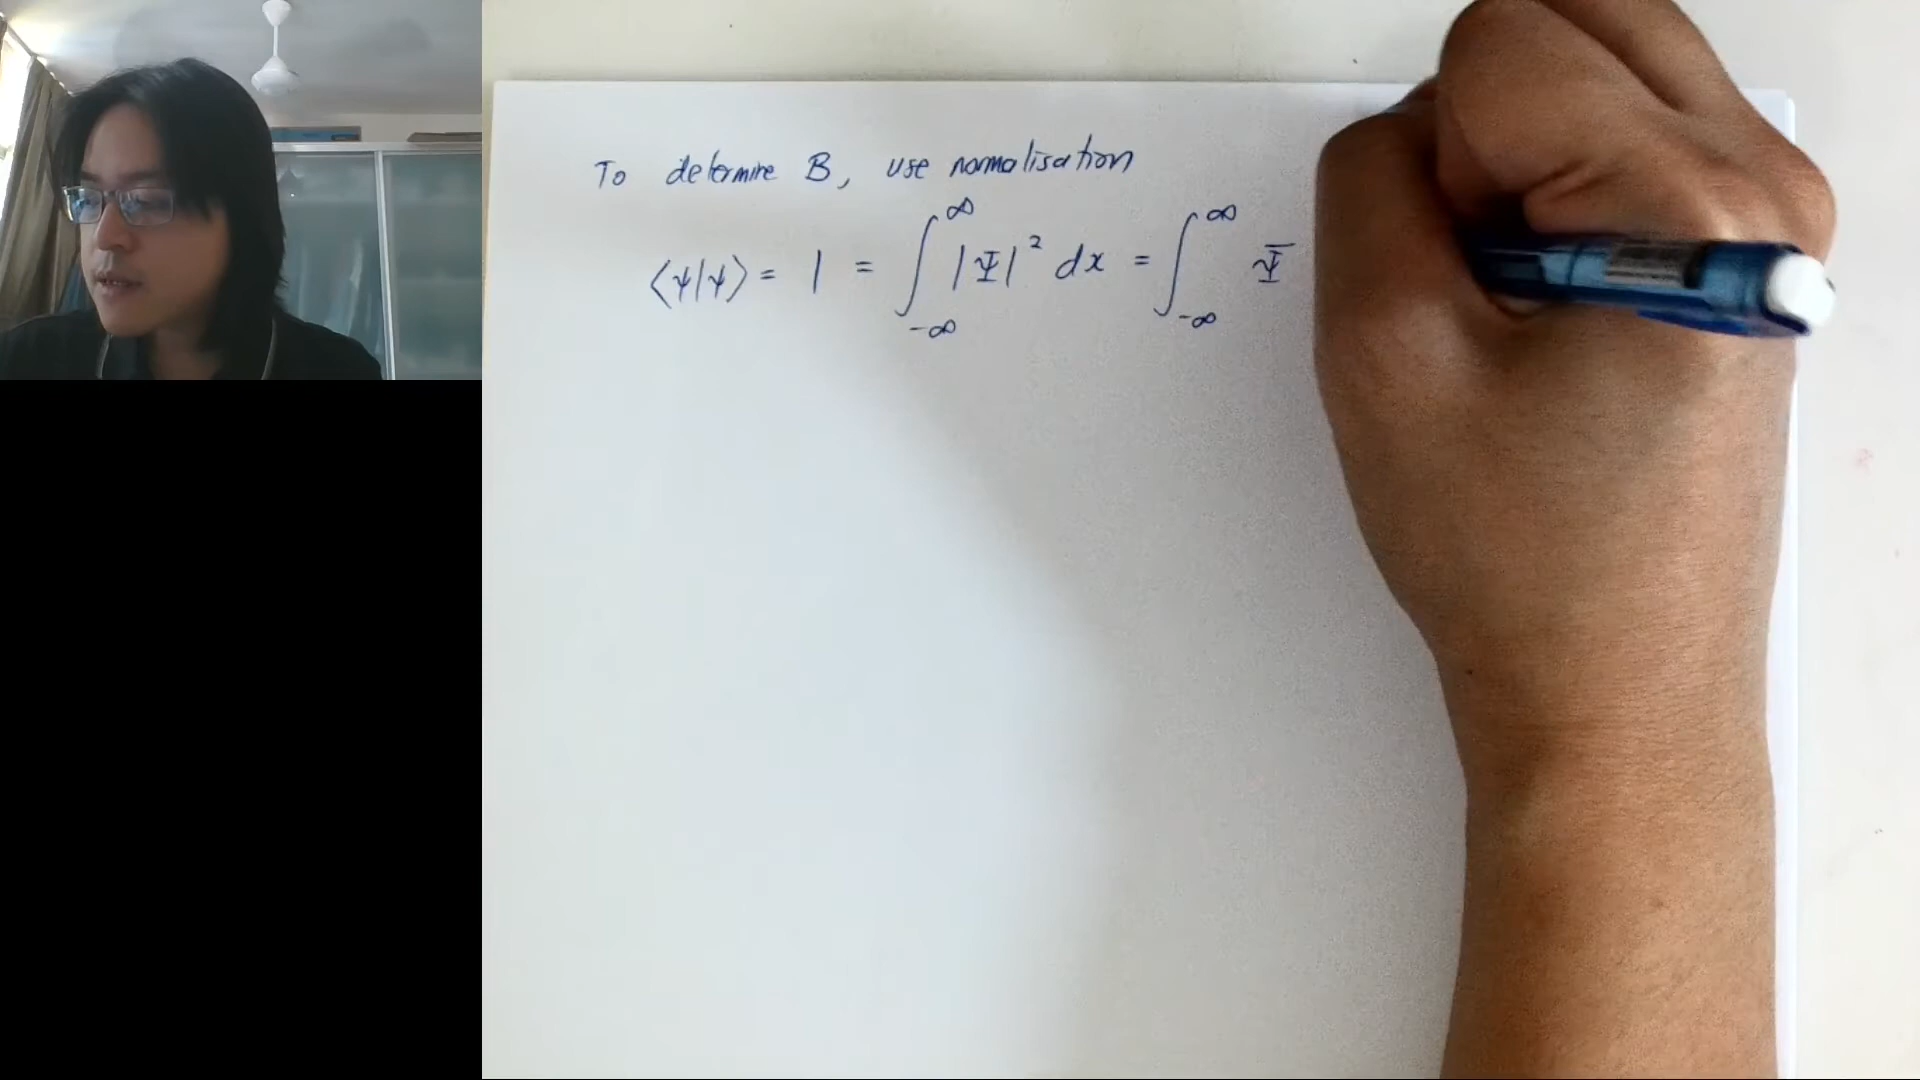 To determine B, use normalisation
⟨ψ|ψ⟩ = 1 = ∫_{-∞}^{∞} |Ψ|² dx = ∫_{-∞}^{∞} Ψ